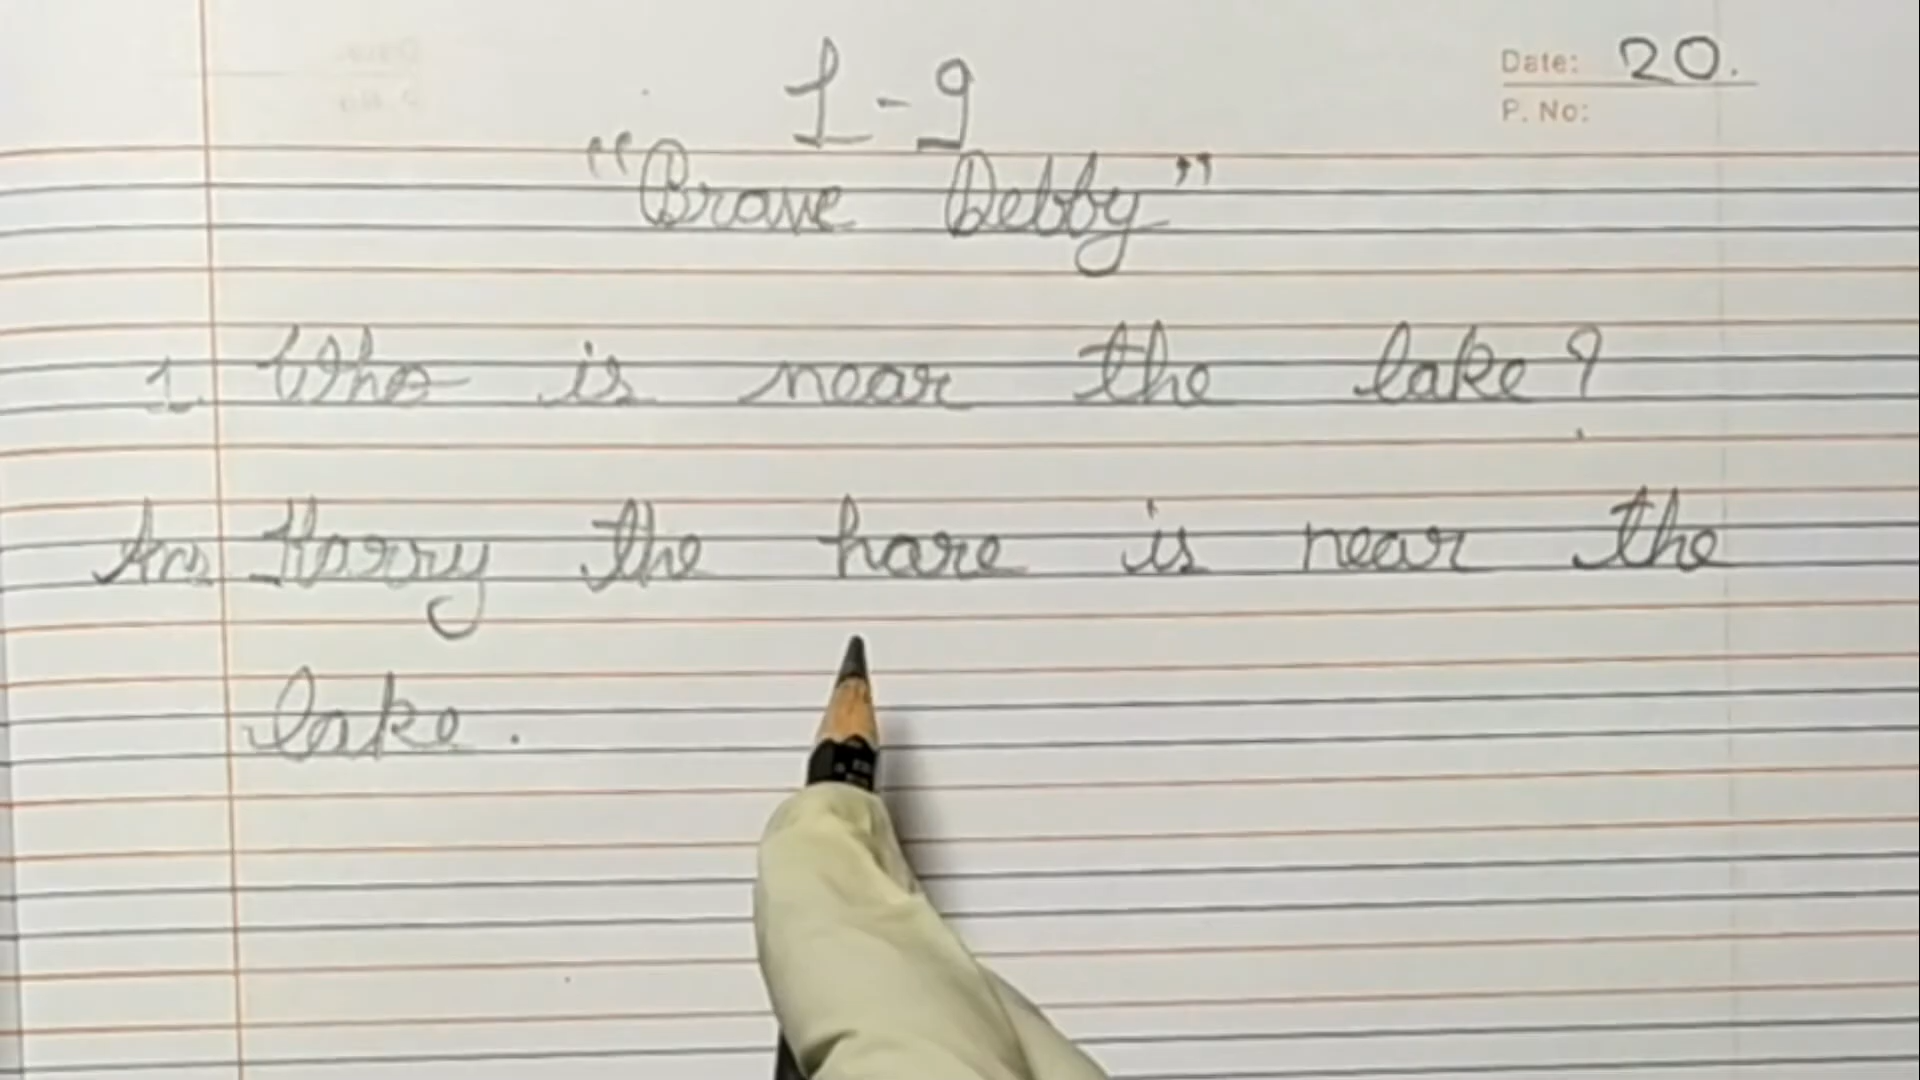 Date: 20.
P. No:
L-9
"Brave Debby"
1. Who is near the lake?
Ans Harry the hare is near the
lake.